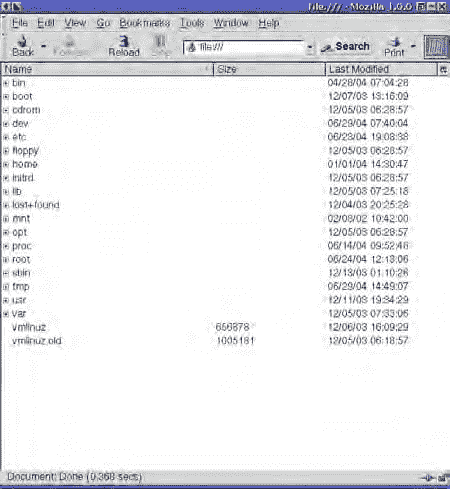 file:/// - Mozilla 1.0.0
File Edit View Go Bookmarks Tools Window Help
Back Forward Reload Stop file:/// Search Print
Name Size Last Modified
bin 04/28/04 07:04:28
boot 12/07/03 13:16:09
cdrom 12/05/03 06:28:57
dev 06/29/04 07:40:04
etc 06/23/04 19:08:38
floppy 12/05/03 06:28:57
home 01/01/04 14:30:47
initrd 12/05/03 06:28:57
lib 12/05/03 07:25:18
lost+found 12/04/03 20:25:28
mnt 02/08/02 10:42:00
opt 12/05/03 06:28:57
proc 06/14/04 09:52:48
root 06/24/04 12:13:06
sbin 12/13/03 01:10:26
tmp 06/29/04 14:49:07
usr 12/11/03 19:34:29
var 12/05/03 07:33:06
vmlinuz 656878 12/06/03 16:09:29
vmlinuz.old 1005181 12/05/03 06:18:57
Document: Done (0.368 secs)